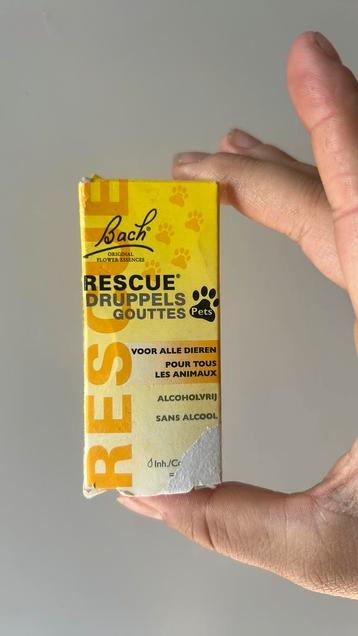 RESCUE
Bach®
ORIGINAL
FLOWER ESSENCES
RESCUE®
DRUPPELS
GOUTTES
Pets
VOOR ALLE DIEREN
POUR TOUS
LES ANIMAUX
ALCOHOLVRIJ
SANS ALCOOL
Inh./
=